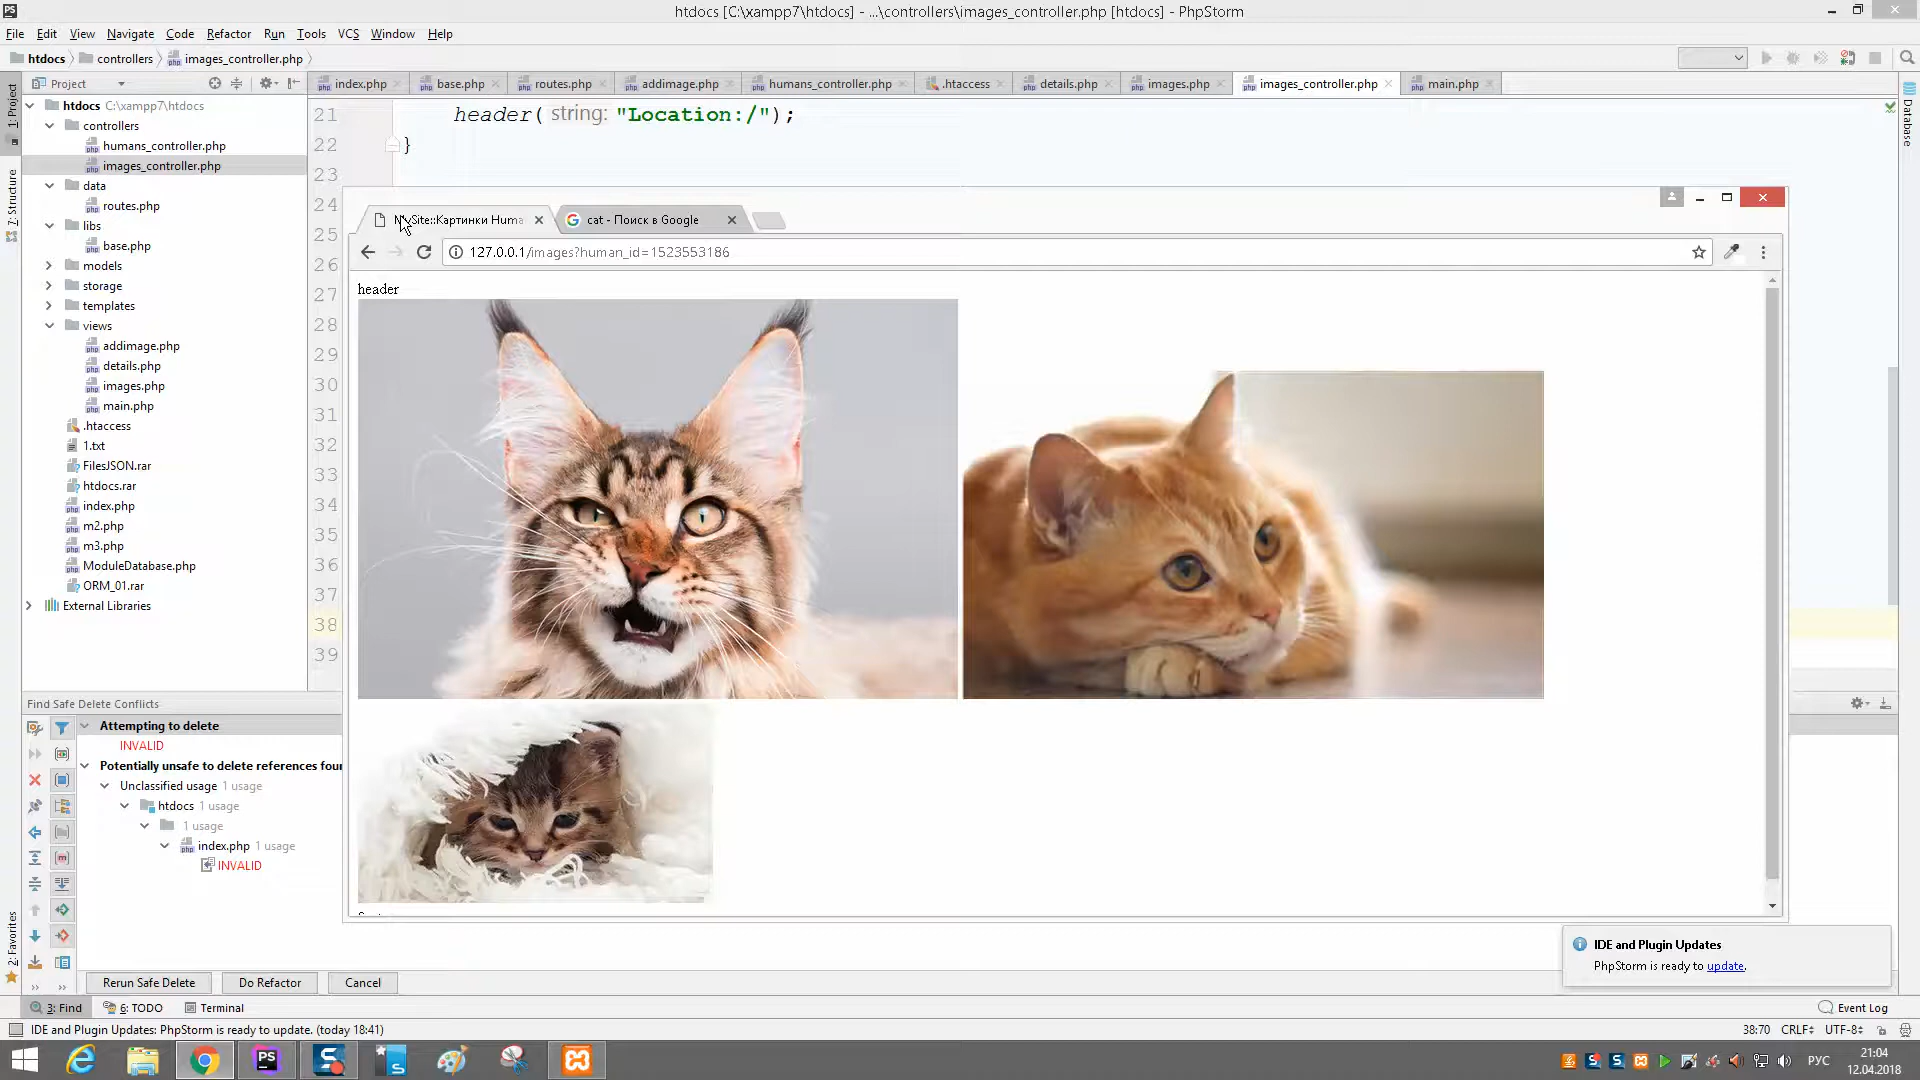 htdocs [C:\xampp7\htdocs] - ...\controllers\images_controller.php [htdocs] - PhpStorm
File Edit View Navigate Code Refactor Run Tools VCS Window Help
htdocs controllers images_controller.php
Project
index.php base.php routes.php addimage.php humans_controller.php .htaccess details.php images.php images_controller.php main.php
1: Project
7: Structure
2: Favorites
Database
htdocs C:\xampp7\htdocs
controllers
humans_controller.php
images_controller.php
data
routes.php
libs
base.php
models
storage
templates
views
addimage.php
details.php
images.php
main.php
.htaccess
1.txt
FilesJSON.rar
htdocs.rar
index.php
m2.php
m3.php
ModuleDatabase.php
ORM_01.rar
External Libraries
21 header( string: "Location:/");
22 }
23
24
25
26
27
28
29
30
31
32
33
34
35
36
37
38
39
MySite::Картинки Huma cat - Поиск в Google
127.0.0.1/images?human_id=1523553186
header
Find Safe Delete Conflicts
Attempting to delete
INVALID
Potentially unsafe to delete references foun
Unclassified usage 1 usage
htdocs 1 usage
1 usage
index.php 1 usage
INVALID
Rerun Safe Delete Do Refactor Cancel
IDE and Plugin Updates
PhpStorm is ready to update.
3: Find 6: TODO Terminal Event Log
IDE and Plugin Updates: PhpStorm is ready to update. (today 18:41) 38:70 CRLF UTF-8
РУС
21:04
12.04.2018